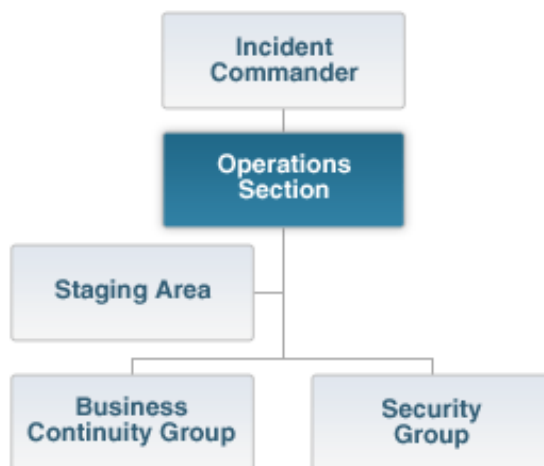 Incident
Commander
Operations
Section
Staging Area
Business
Continuity Group
Security
Group